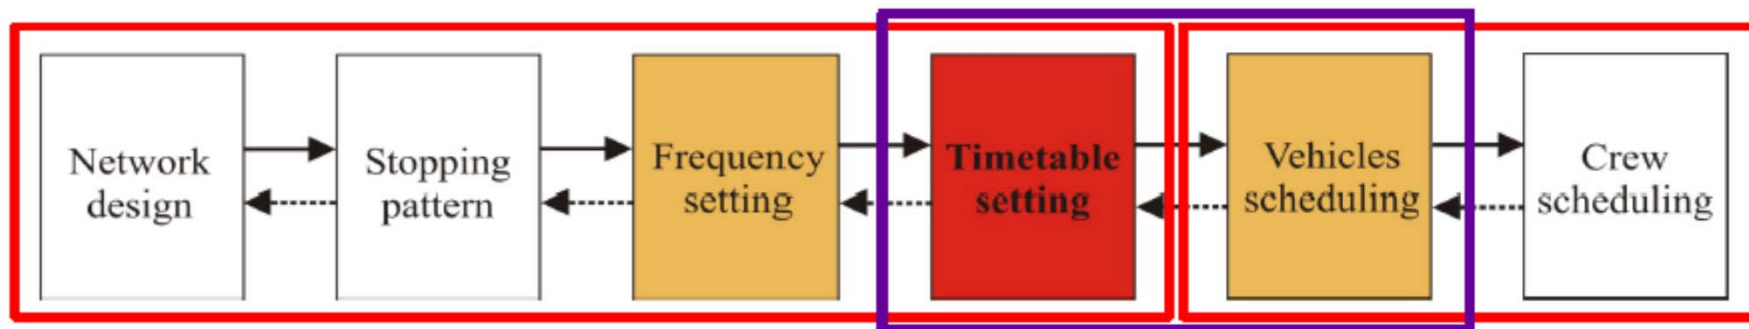 Network
design
Stopping
pattern
Frequency
setting
Timetable
setting
Vehicles
scheduling
Crew
scheduling